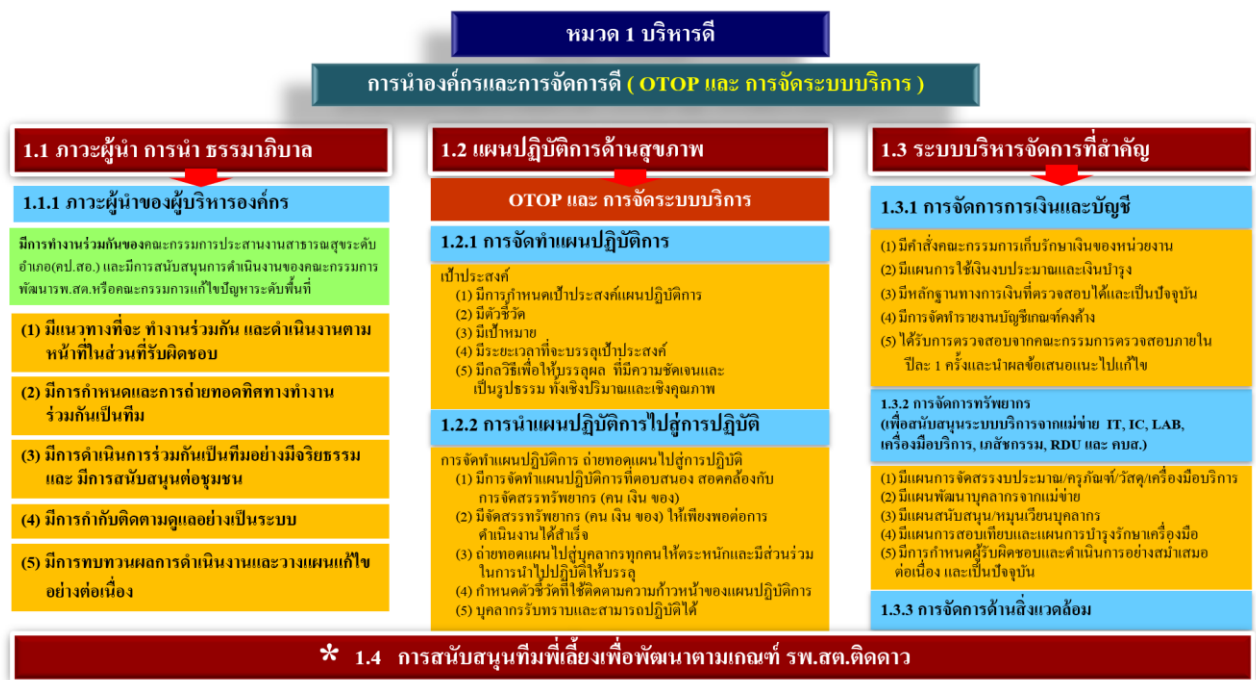 หมวด 1 บริหารดี
การนำองค์กรและการจัดการดี ( OTOP และ การจัดระบบบริการ )
1.1 ภาวะผู้นำ การนำ ธรรมาภิบาล
1.1.1 ภาวะผู้นำของผู้บริหารองค์กร
มีการทำงานร่วมกันของคณะกรรมการประสานงานสาธารณสุขระดับ
อำเภอ(คป.สอ.) และมีการสนับสนุนการดำเนินงานของคณะกรรมการ
พัฒนารพ.สต.หรือคณะกรรมการแก้ไขปัญหาระดับพื้นที่
(1) มีแนวทางที่จะ ทำงานร่วมกัน และดำเนินงานตาม
หน้าที่ในส่วนที่รับผิดชอบ
(2) มีการกำหนดและการถ่ายทอดทิศทางทำงาน
ร่วมกันเป็นทีม
(3) มีการดำเนินการร่วมกันเป็นทีมอย่างมีจริยธรรม
และ มีการสนับสนุนต่อชุมชน
(4) มีการกำกับติดตามดูแลอย่างเป็นระบบ
(5) มีการทบทวนผลการดำเนินงานและวางแผนแก้ไข
อย่างต่อเนื่อง
1.2 แผนปฏิบัติการด้านสุขภาพ
OTOP และ การจัดระบบบริการ
1.2.1 การจัดทำแผนปฏิบัติการ
เป้าประสงค์
(1) มีการกำหนดเป้าประสงค์แผนปฏิบัติการ
(2) มีตัวชี้วัด
(3) มีเป้าหมาย
(4) มีระยะเวลาที่จะบรรลุเป้าประสงค์
(5) มีกลวิธีเพื่อให้บรรลุผล ที่มีความชัดเจนและ
เป็นรูปธรรม ทั้งเชิงปริมาณและเชิงคุณภาพ
1.2.2 การนำแผนปฏิบัติการไปสู่การปฏิบัติ
การจัดทำแผนปฏิบัติการ ถ่ายทอดแผนไปสู่การปฏิบัติ
(1) มีการจัดทำแผนปฏิบัติการที่ตอบสนอง สอดคล้องกับ
การจัดสรรทรัพยากร (คน เงิน ของ)
(2) มีจัดสรรทรัพยากร (คน เงิน ของ) ให้เพียงพอต่อการ
ดำเนินงานได้สำเร็จ
(3) ถ่ายทอดแผนไปสู่บุคลากรทุกคนให้ตระหนักและมีส่วนร่วม
ในการนำไปปฏิบัติให้บรรลุ
(4) กำหนดตัวชี้วัดที่ใช้ติดตามความก้าวหน้าของแผนปฏิบัติการ
(5) บุคลากรรับทราบและสามารถปฏิบัติได้
1.3 ระบบบริหารจัดการที่สำคัญ
1.3.1 การจัดการการเงินและบัญชี
(1) มีคำสั่งคณะกรรมการเก็บรักษาเงินของหน่วยงาน
(2) มีแผนการใช้เงินงบประมาณและเงินบำรุง
(3) มีหลักฐานทางการเงินที่ตรวจสอบได้และเป็นปัจจุบัน
(4) มีการจัดทำรายงานบัญชีเกณฑ์คงค้าง
(5) ได้รับการตรวจสอบจากคณะกรรมการตรวจสอบภายใน
ปีละ 1 ครั้งและนำผลข้อเสนอแนะไปแก้ไข
1.3.2 การจัดการทรัพยากร
(เพื่อสนับสนุนระบบบริการจากแม่ข่าย IT, IC, LAB,
เครื่องมือบริการ, เภสัชกรรม, RDU และ คบส.)
(1) มีแผนการจัดสรรงบประมาณ/ครุภัณฑ์/วัสดุ/เครื่องมือบริการ
(2) มีแผนพัฒนาบุคลากรจากแม่ข่าย
(3) มีแผนสนับสนุน/หมุนเวียนบุคลากร
(4) มีแผนการสอบเทียบและแผนการบำรุงรักษาเครื่องมือ
(5) มีการกำหนดผู้รับผิดชอบและดำเนินการอย่างสม่ำเสมอ
ต่อเนื่อง และเป็นปัจจุบัน
1.3.3 การจัดการด้านสิ่งแวดล้อม
* 1.4 การสนับสนุนทีมพี่เลี้ยงเพื่อพัฒนาตามเกณฑ์ รพ.สต.ติดดาว